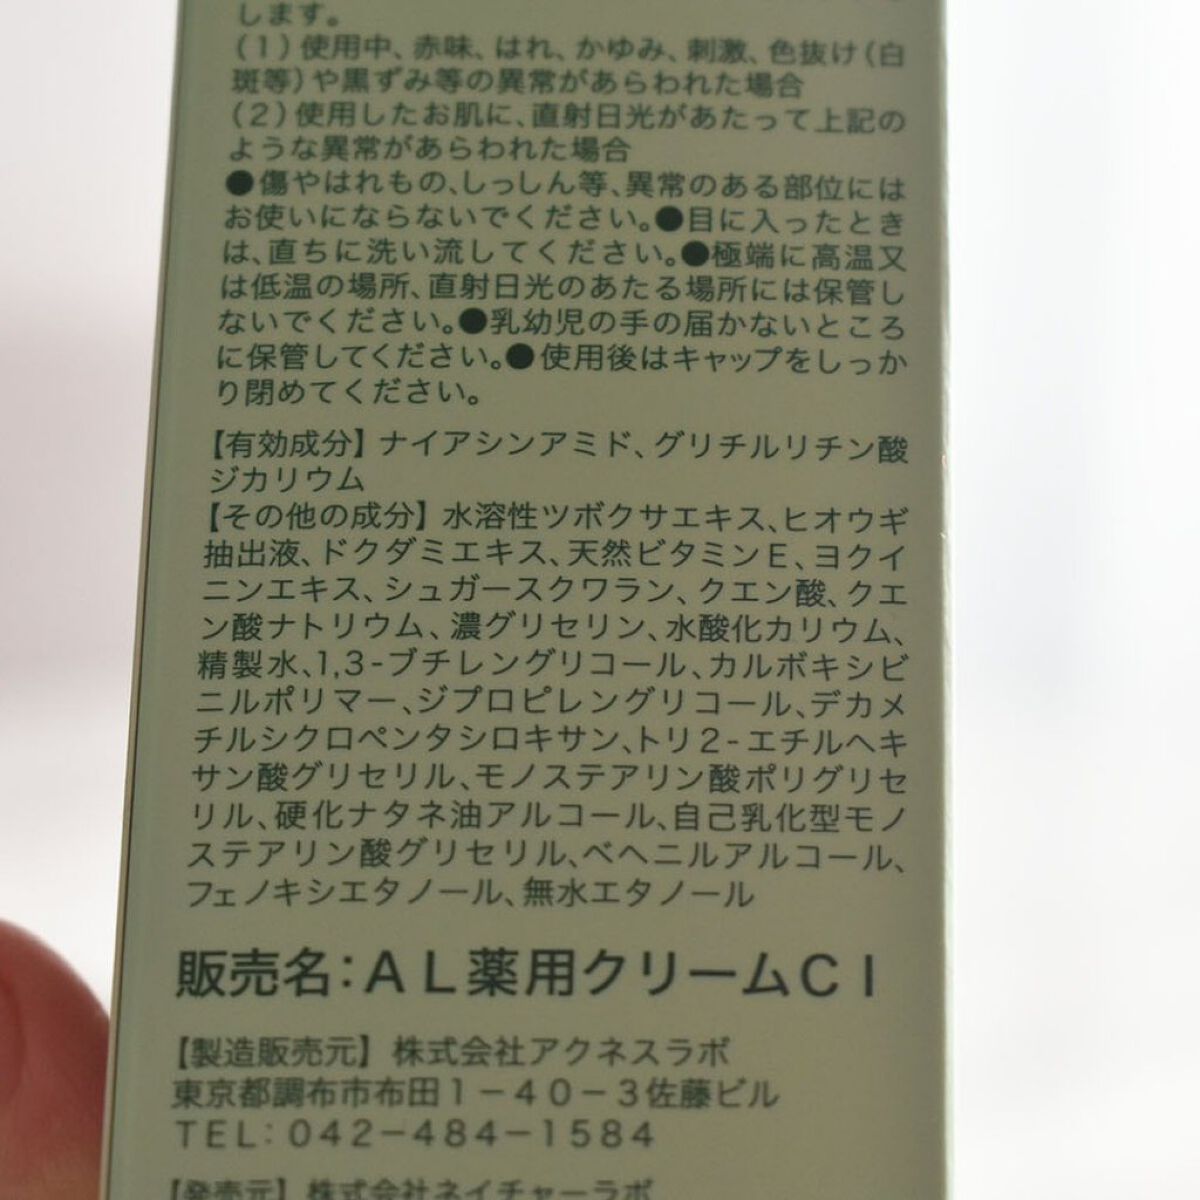 します。
(1)使用中、赤味、はれ、かゆみ、刺激、色抜け(白
斑等)や黒ずみ等の異常があらわれた場合
(2)使用したお肌に、直射日光があたって上記の
ような異常があらわれた場合
●傷やはれもの、しっしん等、異常のある部位には
お使いにならないでください。●目に入ったとき
は、直ちに洗い流してください。●極端に高温又
は低温の場所、直射日光のあたる場所には保管し
ないでください。●乳幼児の手の届かないところ
に保管してください。●使用後はキャップをしっか
り閉めてください。
【有効成分】ナイアシンアミド、グリチルリチン酸
ジカリウム
【その他の成分】水溶性ツボクサエキス、ヒオウギ
抽出液、ドクダミエキス、天然ビタミンE、ヨクイ
ニンエキス、シュガースクワラン、クエン酸、クエ
ン酸ナトリウム、濃グリセリン、水酸化カリウム、
精製水、1,3-ブチレングリコール、カルボキシビ
ニルポリマー、ジプロピレングリコール、デカメ
チルシクロペンタシロキサン、トリ2-エチルヘキ
サン酸グリセリル、モノステアリン酸ポリグリセ
リル、硬化ナタネ油アルコール、自己乳化型モノ
ステアリン酸グリセリル、ベヘニルアルコール、
フェノキシエタノール、無水エタノール
販売名：AL薬用クリームCI
【製造販売元】株式会社アクネスラボ
東京都調布市布田1-40-3佐藤ビル
TEL:042-484-1584
【発売元】株式会社ネイチャーラボ